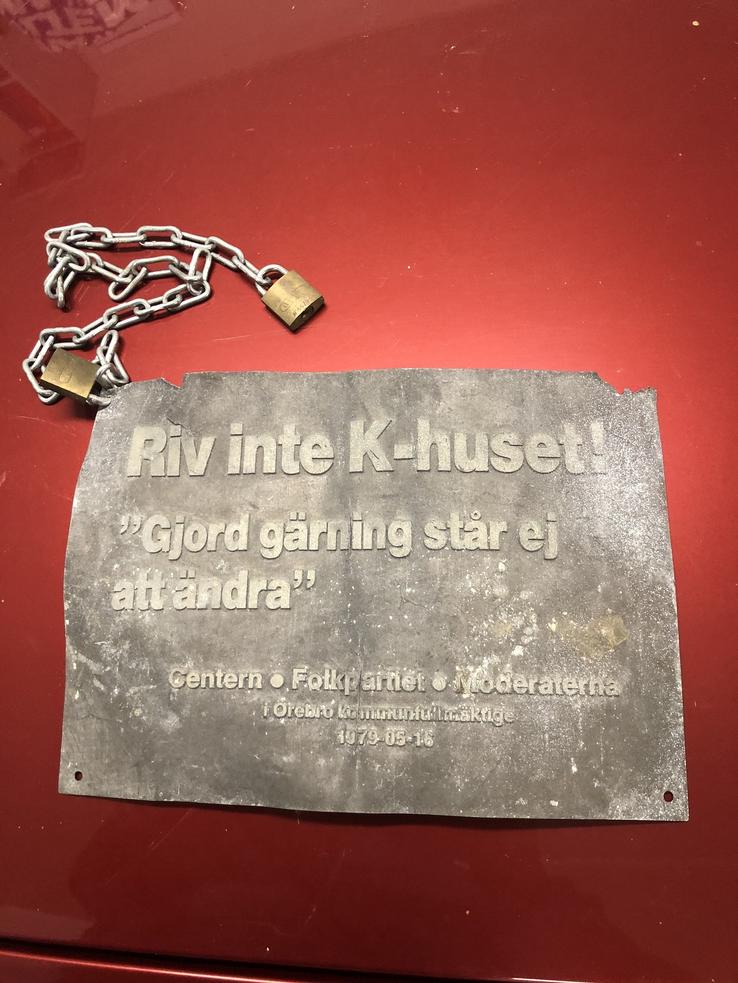 Riv inte K-huset!
”Gjord gärning står ej
att ändra”
Centern ● Folkpartiet ● Moderaterna
i Örebro kommunfullmäktige
1979-05-16